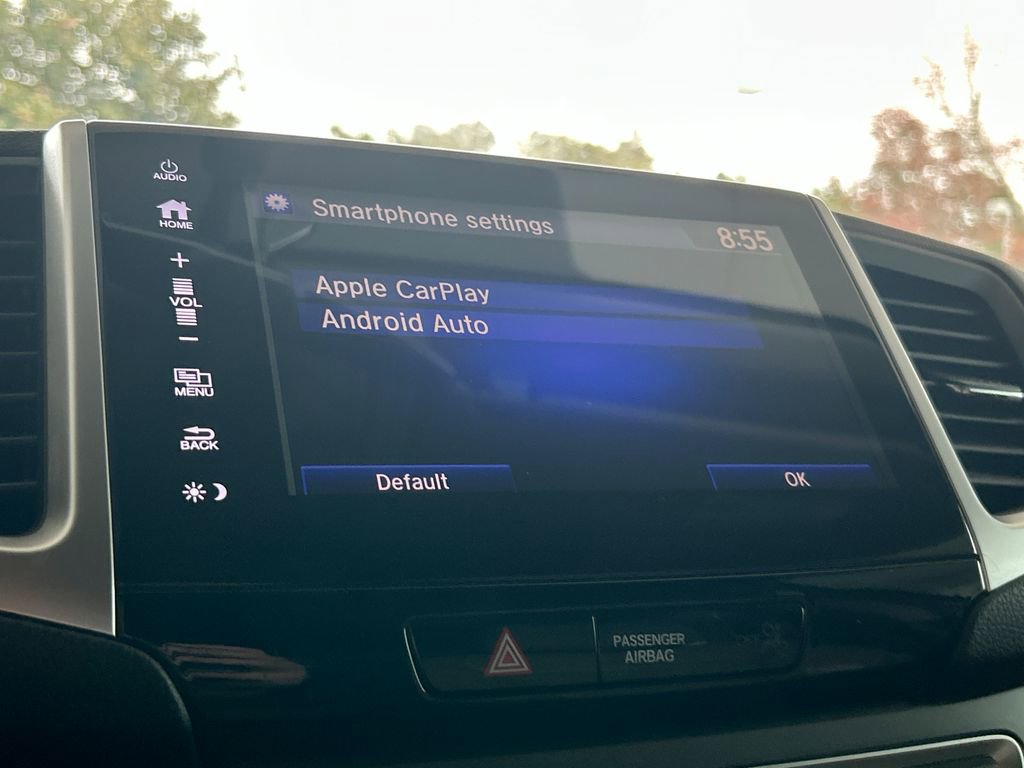 AUDIO
HOME
+
VOL
−
MENU
BACK
Smartphone settings
8:55
Apple CarPlay
Android Auto
Default
OK
PASSENGER
AIRBAG